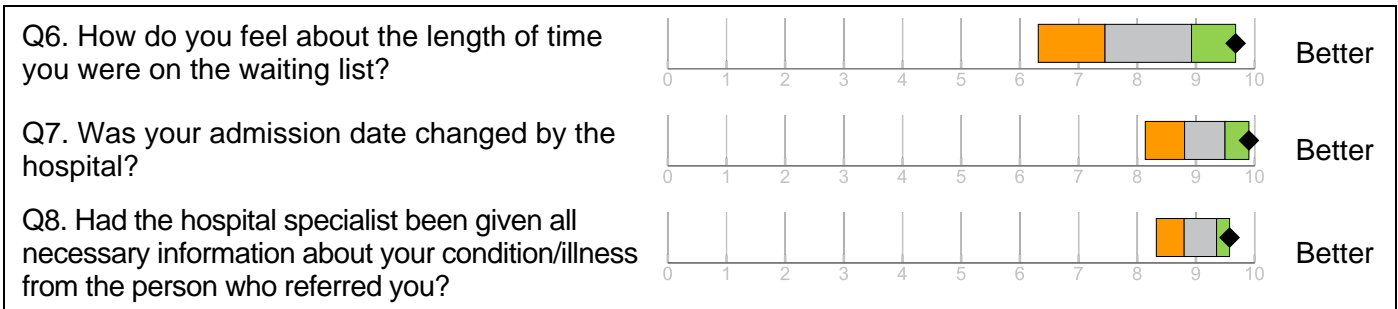 Q6. How do you feel about the length of time
you were on the waiting list?
0 1 2 3 4 5 6 7 8 9 10
Better
Q7. Was your admission date changed by the
hospital?
0 1 2 3 4 5 6 7 8 9 10
Better
Q8. Had the hospital specialist been given all
necessary information about your condition/illness
from the person who referred you?
0 1 2 3 4 5 6 7 8 9 10
Better